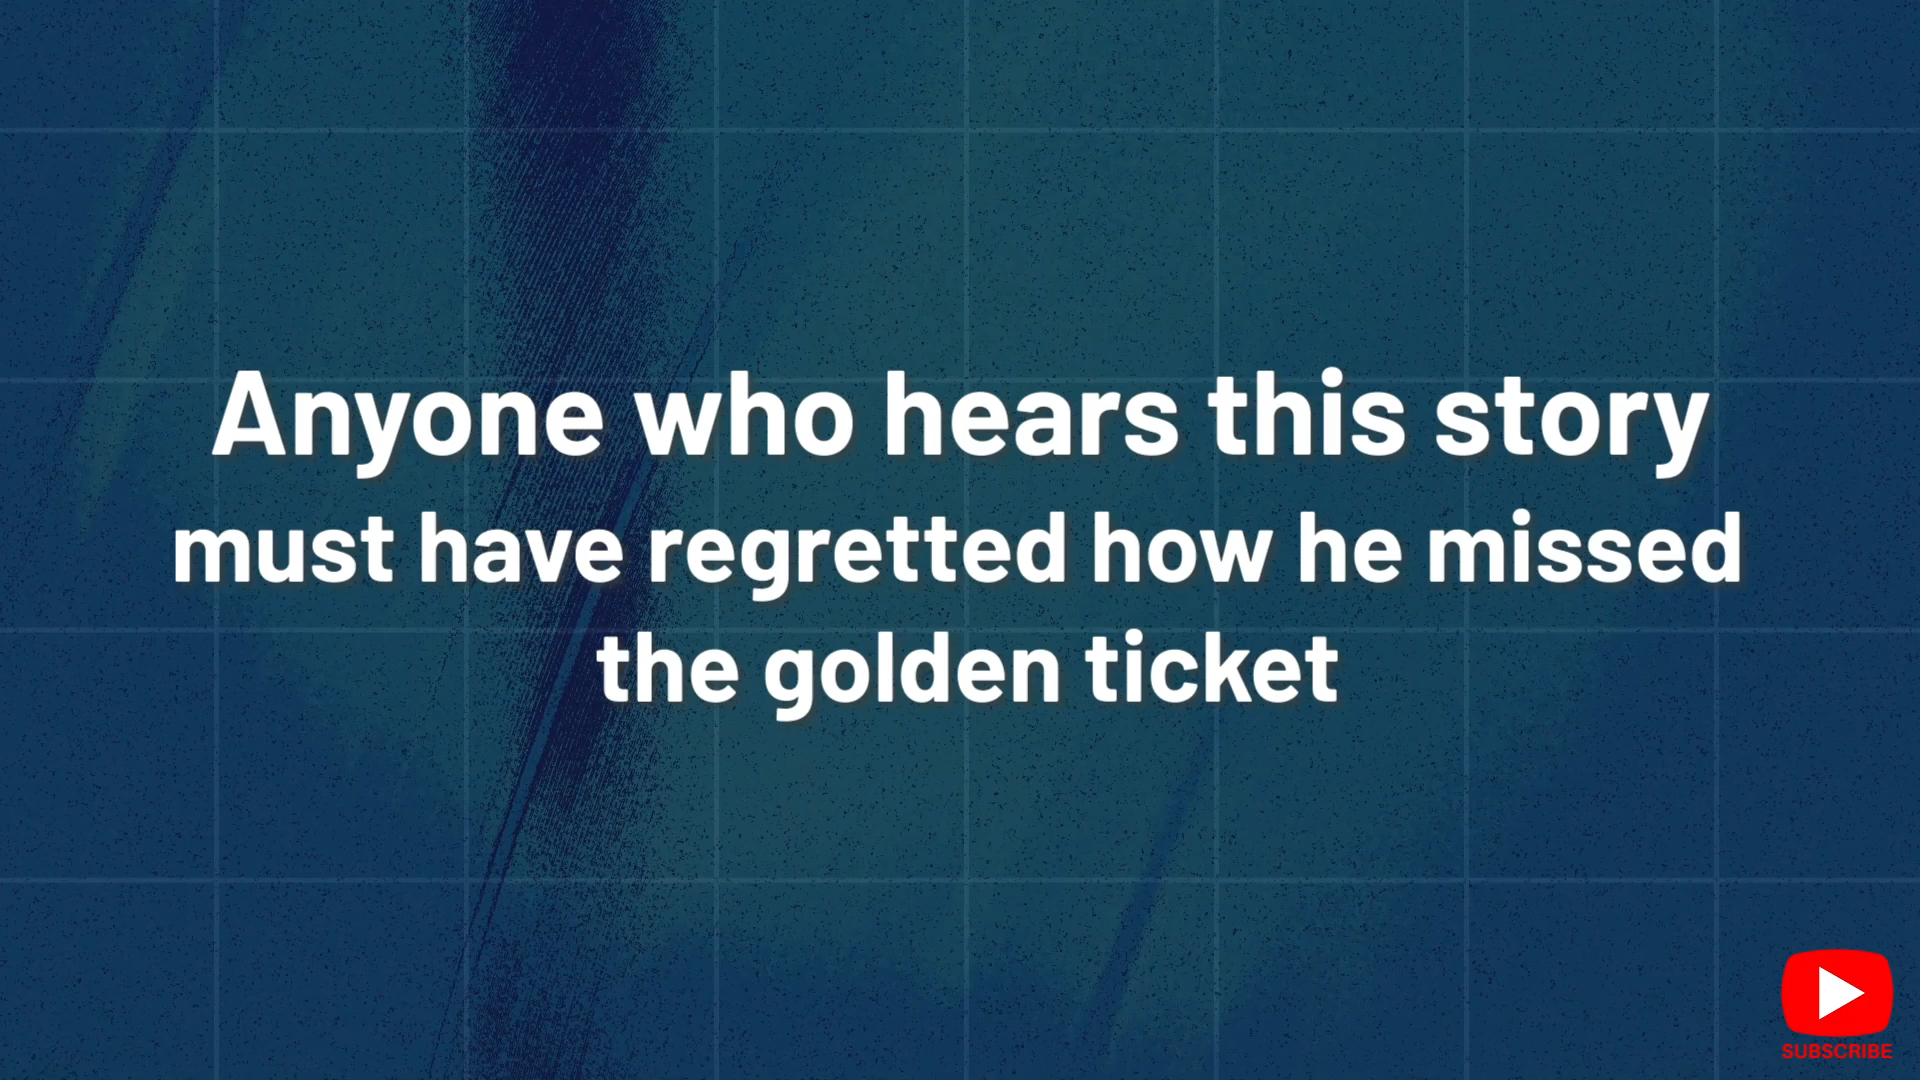 Anyone who hears this story
must have regretted how he missed
the golden ticket
SUBSCRIBE